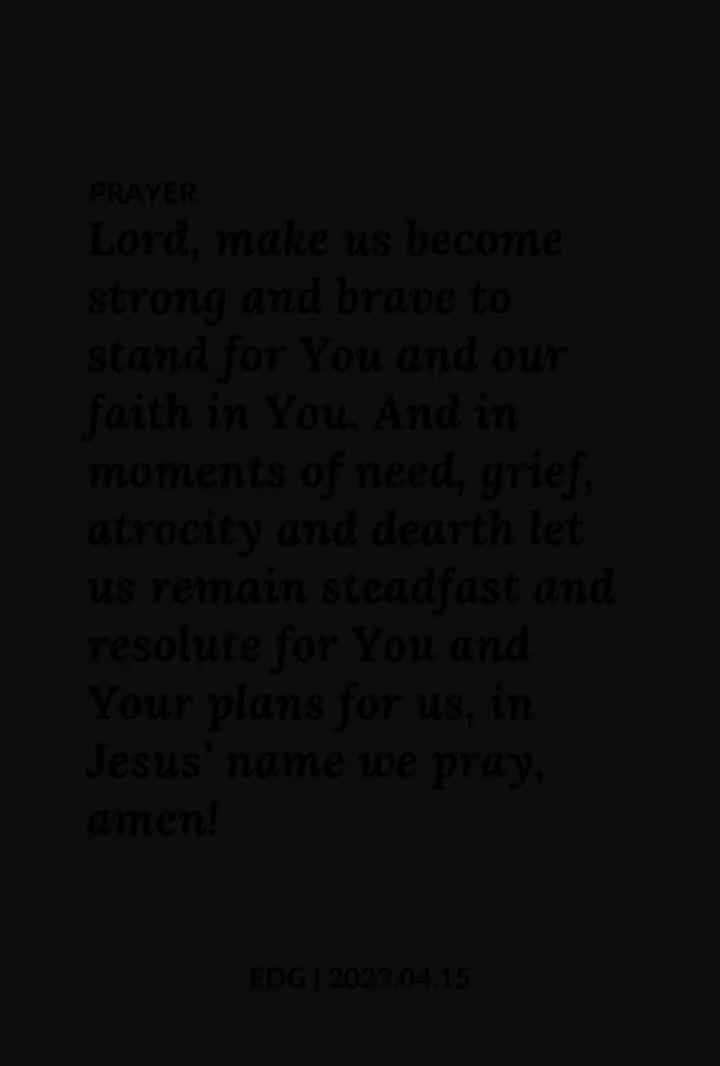 PRAYER
Lord, make us become
strong and brave to
stand for You and our
faith in You. And in
moments of need, grief,
atrocity and dearth let
us remain steadfast and
resolute for You and
Your plans for us, in
Jesus' name we pray,
amen!
EDG | 2023.04.15